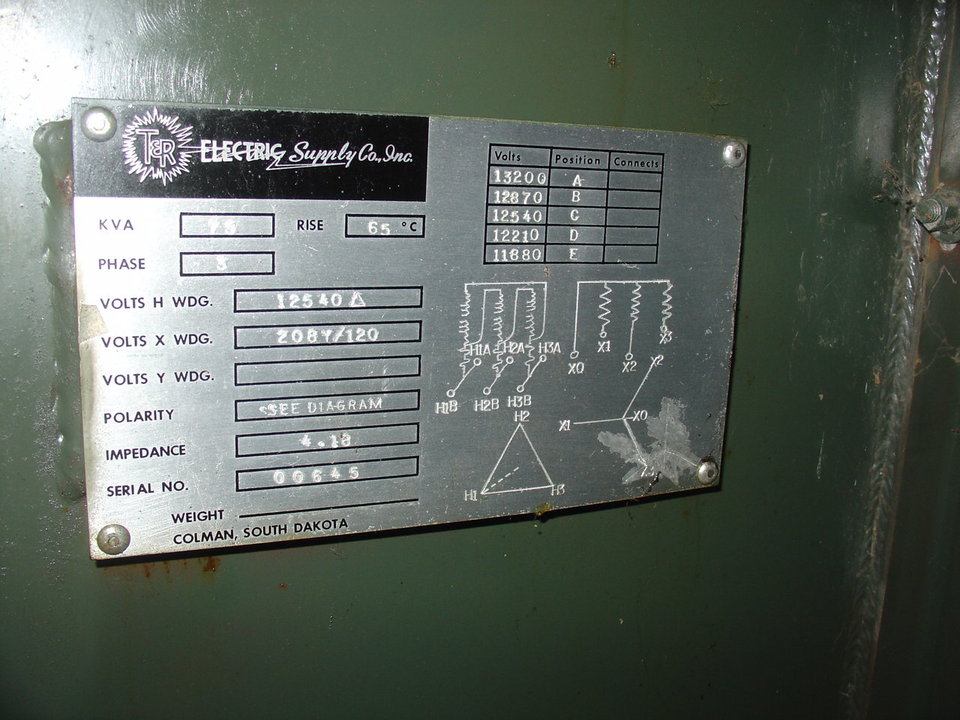 T&R ELECTRIC Supply Co., Inc.
KVA 75 RISE 65 °C
PHASE 3
VOLTS H WDG. 12540 Δ
VOLTS X WDG. 208Y/120
VOLTS Y WDG.
POLARITY SEE DIAGRAM
IMPEDANCE 4.18
SERIAL NO. 00645
WEIGHT
COLMAN, SOUTH DAKOTA
Volts Position Connects
13200 A
12870 B
12540 C
12210 D
11880 E
H1A H2A H3A
H1B H2B H3B
X0 X1 X2 X3
H2
H1 H3
X2
X1 X0